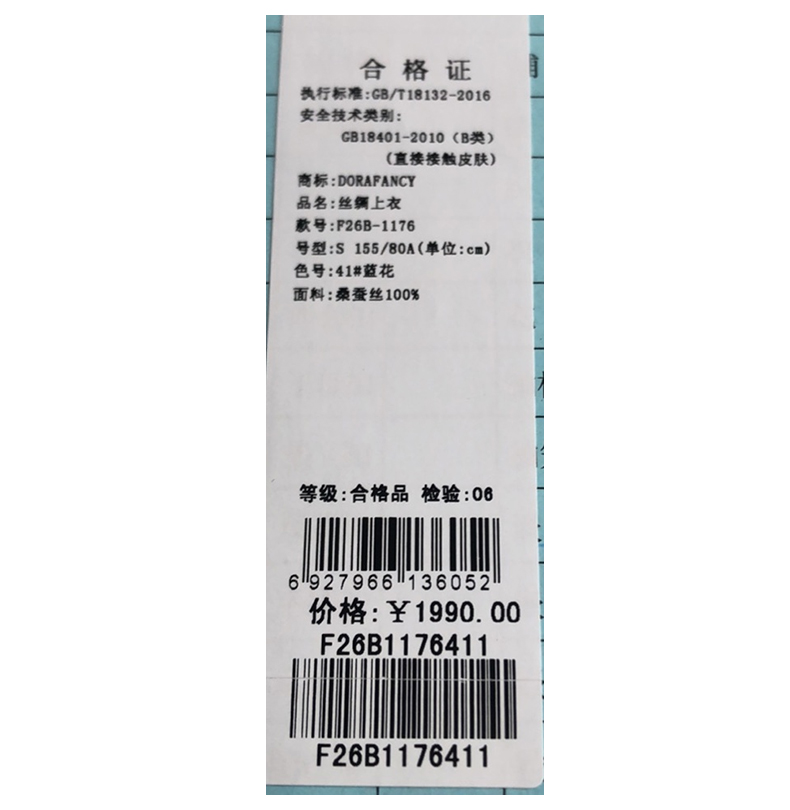 合格证
执行标准:GB/T18132-2016
安全技术类别:
GB18401-2010（B类）
(直接接触皮肤)
商标:DORAFANCY
品名:丝绸上衣
款号:F26B-1176
号型:S 155/80A(单位:cm)
色号:41#蓝花
面料:桑蚕丝100%
等级:合格品 检验:06
6 927966 136052
价格:￥1990.00
F26B1176411
F26B1176411